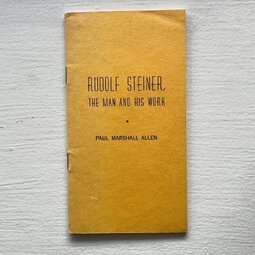 RUDOLF STEINER,
THE MAN AND HIS WORK
PAUL MARSHALL ALLEN